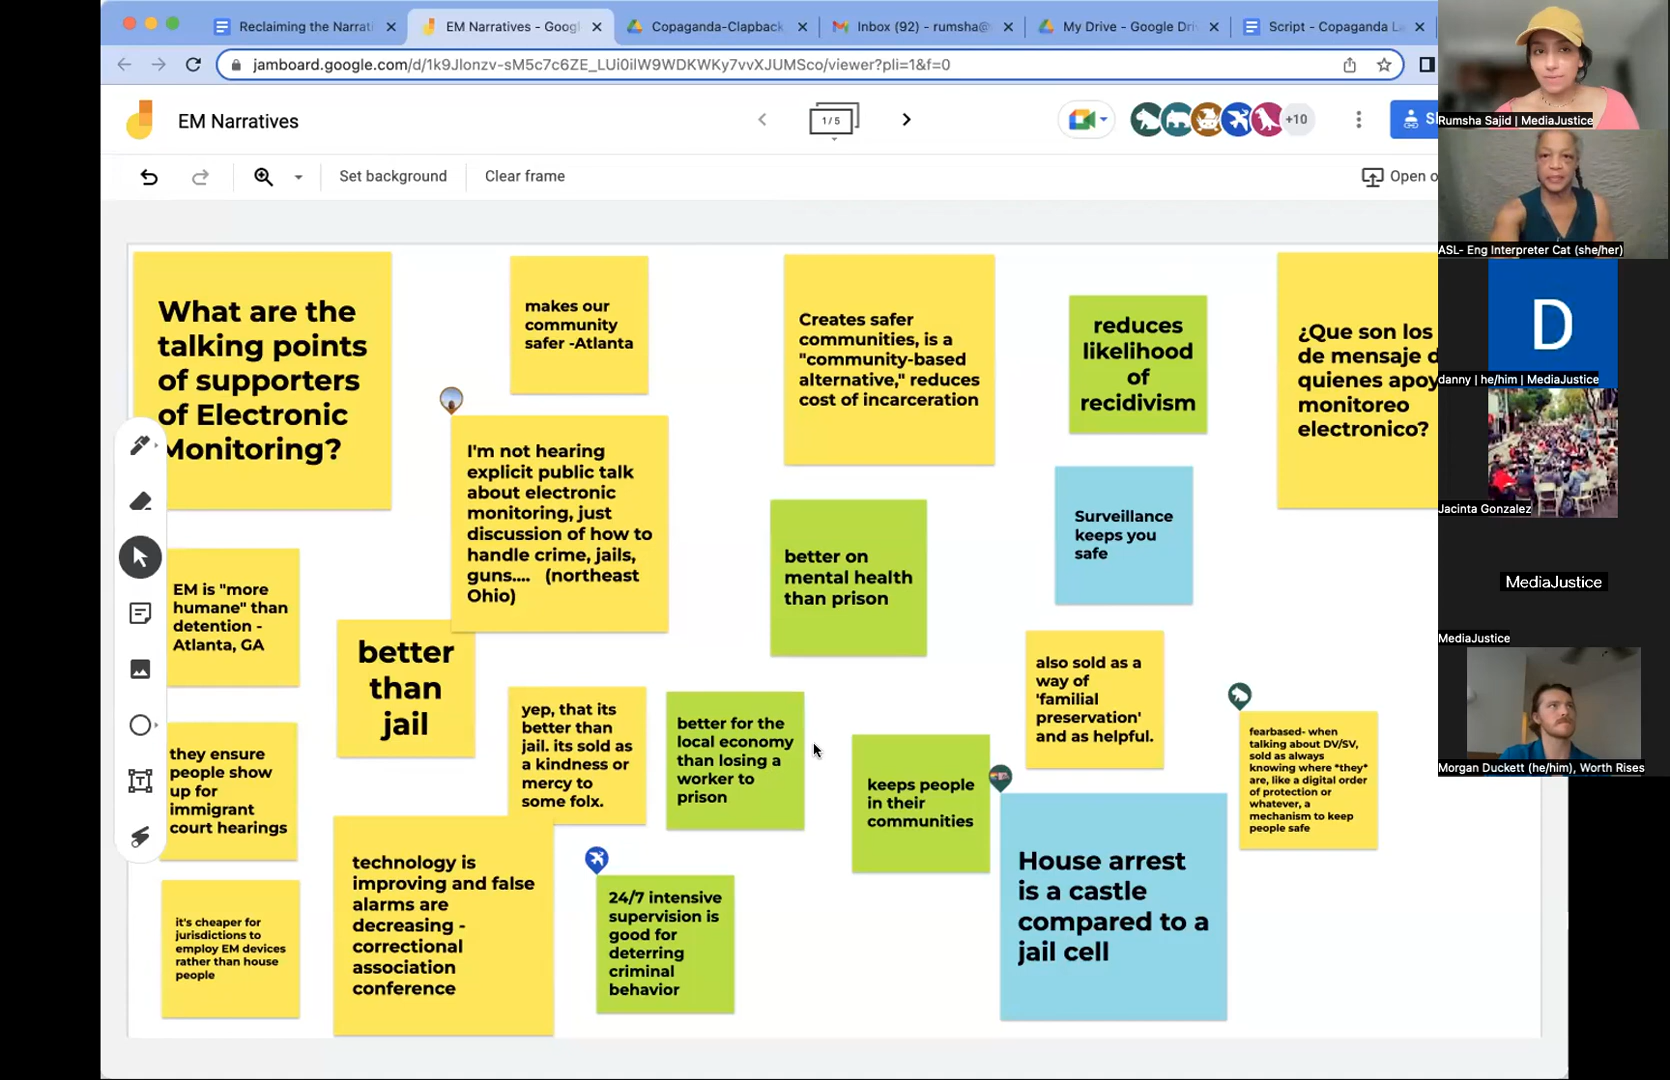 Reclaiming the Narrati
EM Narratives - Googl
Copaganda-Clapback
Inbox (92) - rumsha@
My Drive - Google Dri
Script - Copaganda La
jamboard.google.com/d/1k9Jlonzv-sM5c7c6ZE_LUi0ilW9WDKWKy7vvXJUMSco/viewer?pli=1&f=0
EM Narratives
1/5
+10
S
Set background
Clear frame
Open o
What are the
talking points
of supporters
of Electronic
Monitoring?
makes our
community
safer -Atlanta
Creates safer
communities, is a
"community-based
alternative," reduces
cost of incarceration
reduces
likelihood
of
recidivism
¿Que son los
de mensaje d
quienes apoy
monitoreo
electronico?
I'm not hearing
explicit public talk
about electronic
monitoring, just
discussion of how to
handle crime, jails,
guns.... (northeast
Ohio)
Surveillance
keeps you
safe
better on
mental health
than prison
EM is "more
humane" than
detention -
Atlanta, GA
better
than
jail
also sold as a
way of
'familial
preservation'
and as helpful.
yep, that its
better than
jail. its sold as
a kindness or
mercy to
some folx.
better for the
local economy
than losing a
worker to
prison
they ensure
people show
up for
immigrant
court hearings
keeps people
in their
communities
fearbased- when
talking about DV/SV,
sold as always
knowing where *they*
are, like a digital order
of protection or
whatever, a
mechanism to keep
people safe
technology is
improving and false
alarms are
decreasing -
correctional
association
conference
House arrest
is a castle
compared to a
jail cell
24/7 intensive
supervision is
good for
deterring
criminal
behavior
it's cheaper for
jurisdictions to
employ EM devices
rather than house
people
Rumsha Sajid | MediaJustice
ASL- Eng Interpreter Cat (she/her)
D
danny | he/him | MediaJustice
Jacinta Gonzalez
MediaJustice
MediaJustice
Morgan Duckett (he/him), Worth Rises